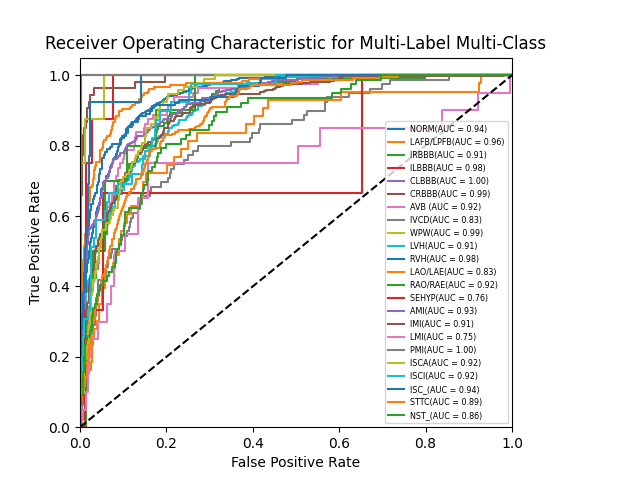 Receiver Operating Characteristic for Multi-Label Multi-Class
True Positive Rate
1.0
0.8
0.6
0.4
0.2
0.0
NORM(AUC = 0.94)
LAFB/LPFB(AUC = 0.96)
IRBBB(AUC = 0.91)
ILBBB(AUC = 0.98)
CLBBB(AUC = 1.00)
CRBBB(AUC = 0.99)
AVB (AUC = 0.92)
IVCD(AUC = 0.83)
WPW(AUC = 0.99)
LVH(AUC = 0.91)
RVH(AUC = 0.98)
LAO/LAE(AUC = 0.83)
RAO/RAE(AUC = 0.92)
SEHYP(AUC = 0.76)
AMI(AUC = 0.93)
IMI(AUC = 0.91)
LMI(AUC = 0.75)
PMI(AUC = 1.00)
ISCA(AUC = 0.92)
ISCI(AUC = 0.92)
ISC_(AUC = 0.94)
STTC(AUC = 0.89)
NST_(AUC = 0.86)
0.0 0.2 0.4 0.6 0.8 1.0
False Positive Rate